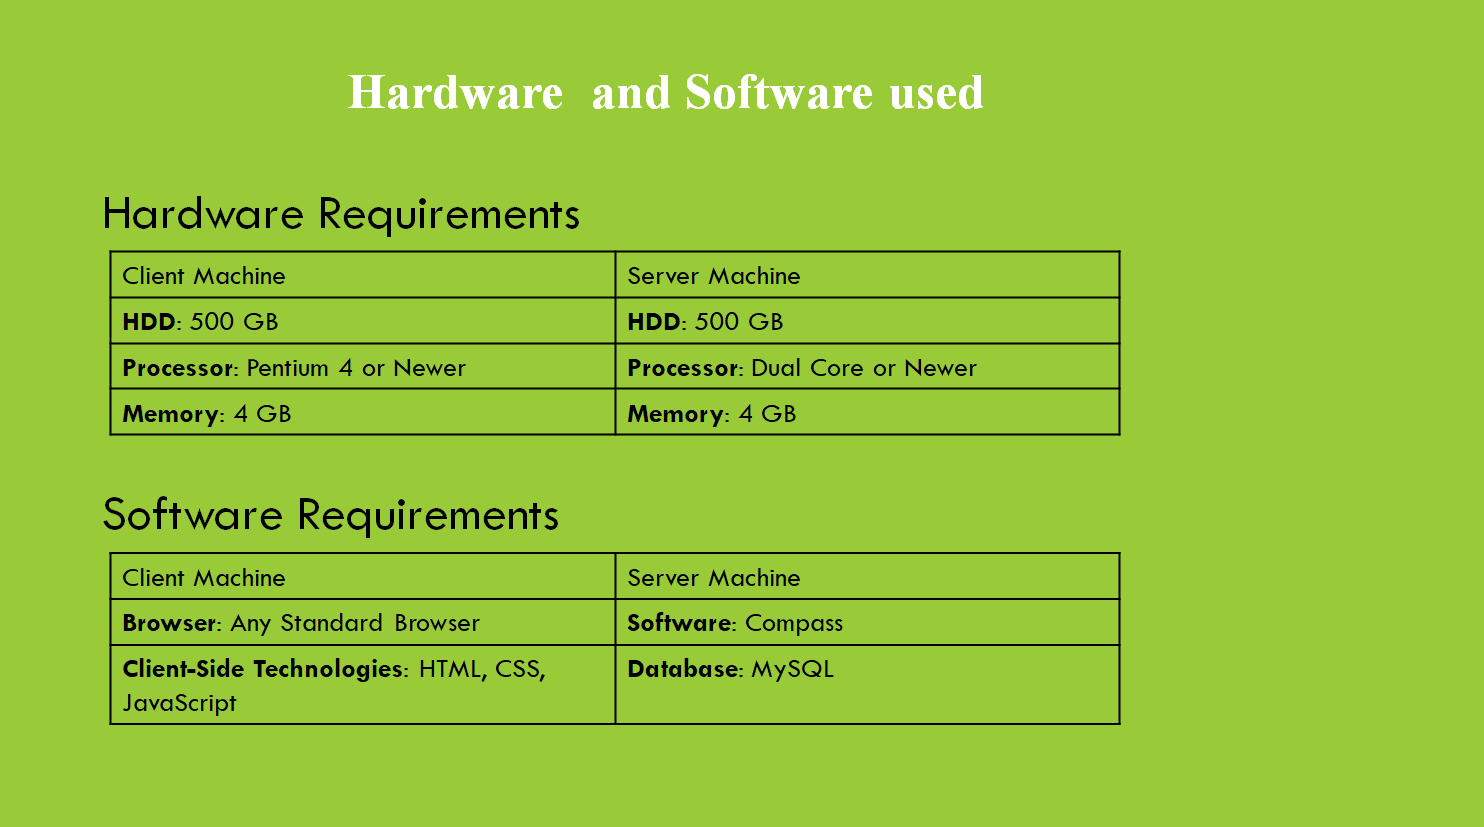 Hardware  and Software used
Hardware Requirements
Client Machine
Server Machine
HDD: 500 GB
HDD: 500 GB
Processor: Pentium 4 or Newer
Processor: Dual Core or Newer
Memory: 4 GB
Memory: 4 GB
Software Requirements
Client Machine
Server Machine
Browser: Any Standard Browser
Software: Compass
Client-Side Technologies: HTML, CSS,
JavaScript
Database: MySQL